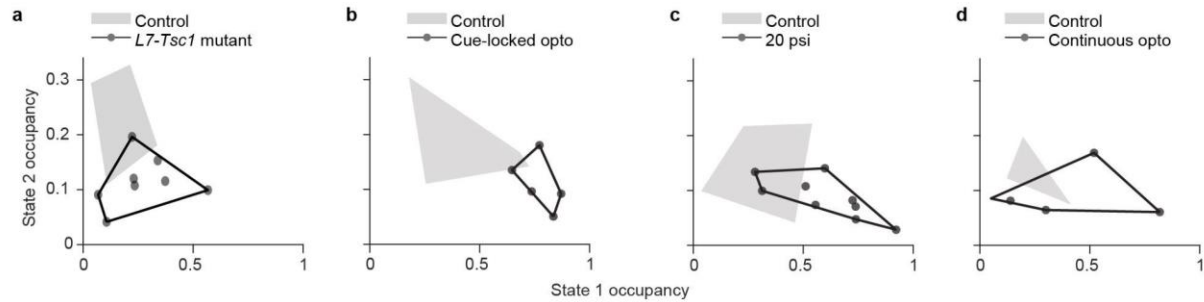 a
Control
L7-Tsc1 mutant
State 2 occupancy
0.3
0.2
0.1
0
0
0.5
1
b
Control
Cue-locked opto
0
0.5
1
c
Control
20 psi
0
0.5
1
d
Control
Continuous opto
0
0.5
1
State 1 occupancy